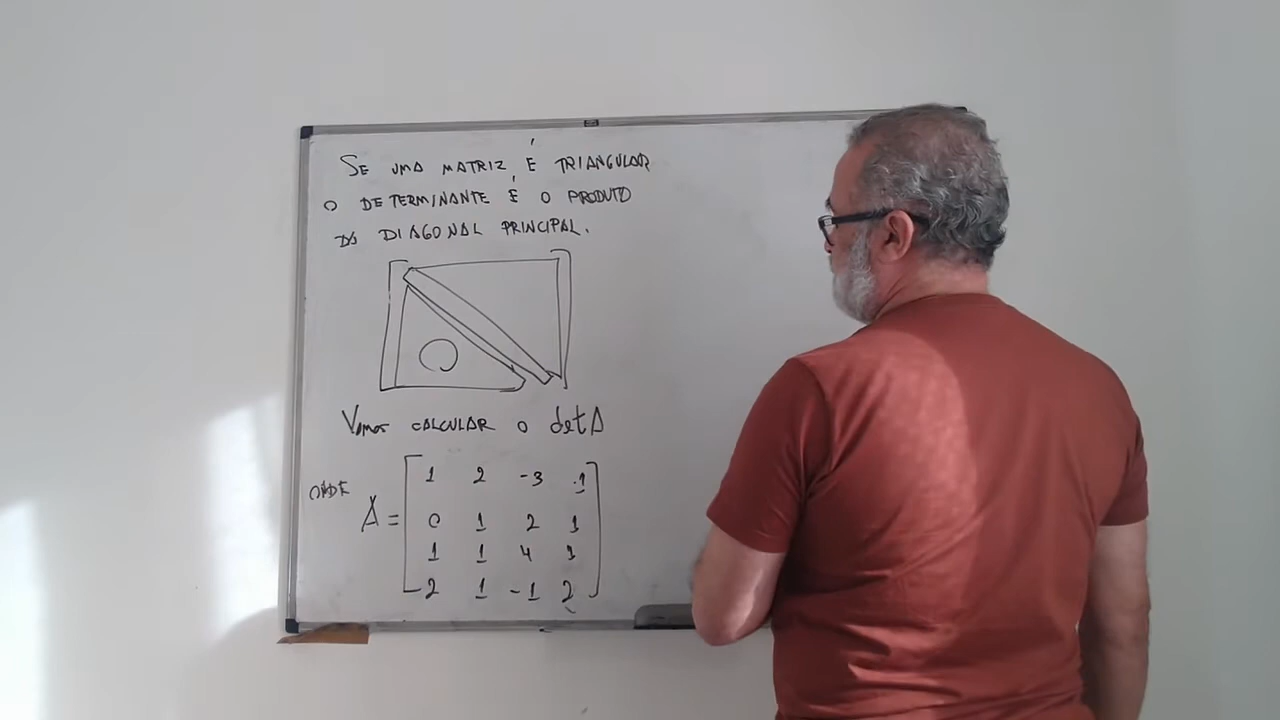 SE UMA MATRIZ É TRIANGULAR
O DETERMINANTE É O PRODUTO
DA DIAGONAL PRINCIPAL.
O
Vamos CALCULAR O det A
ONDE
A =
1 2 -3 -1
0 1 2 1
1 1 4 1
2 1 -1 2